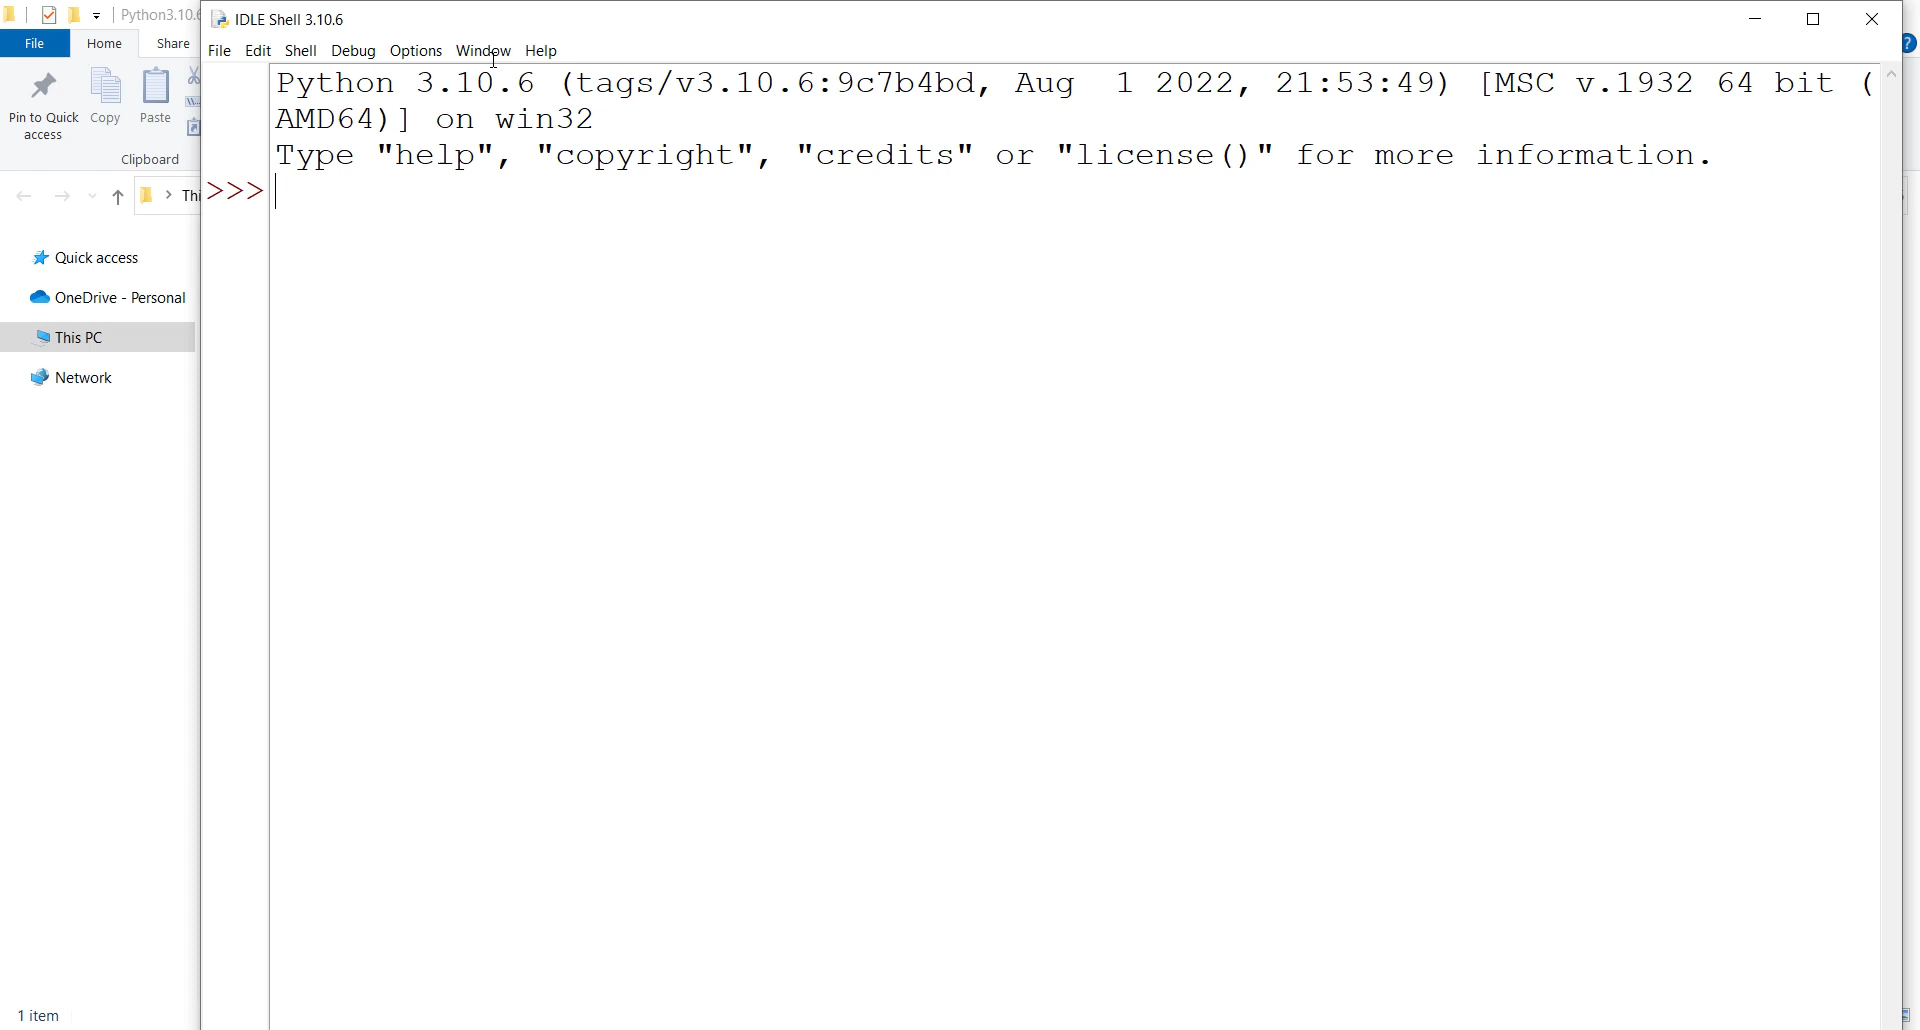 Python3.10.6
IDLE Shell 3.10.6
File Home Share
File Edit Shell Debug Options Window Help
Pin to Quick access
Copy
Paste
Clipboard
Python 3.10.6 (tags/v3.10.6:9c7b4bd, Aug  1 2022, 21:53:49) [MSC v.1932 64 bit (
AMD64)] on win32
Type "help", "copyright", "credits" or "license()" for more information.
>>>
Quick access
OneDrive - Personal
This PC
Network
1 item